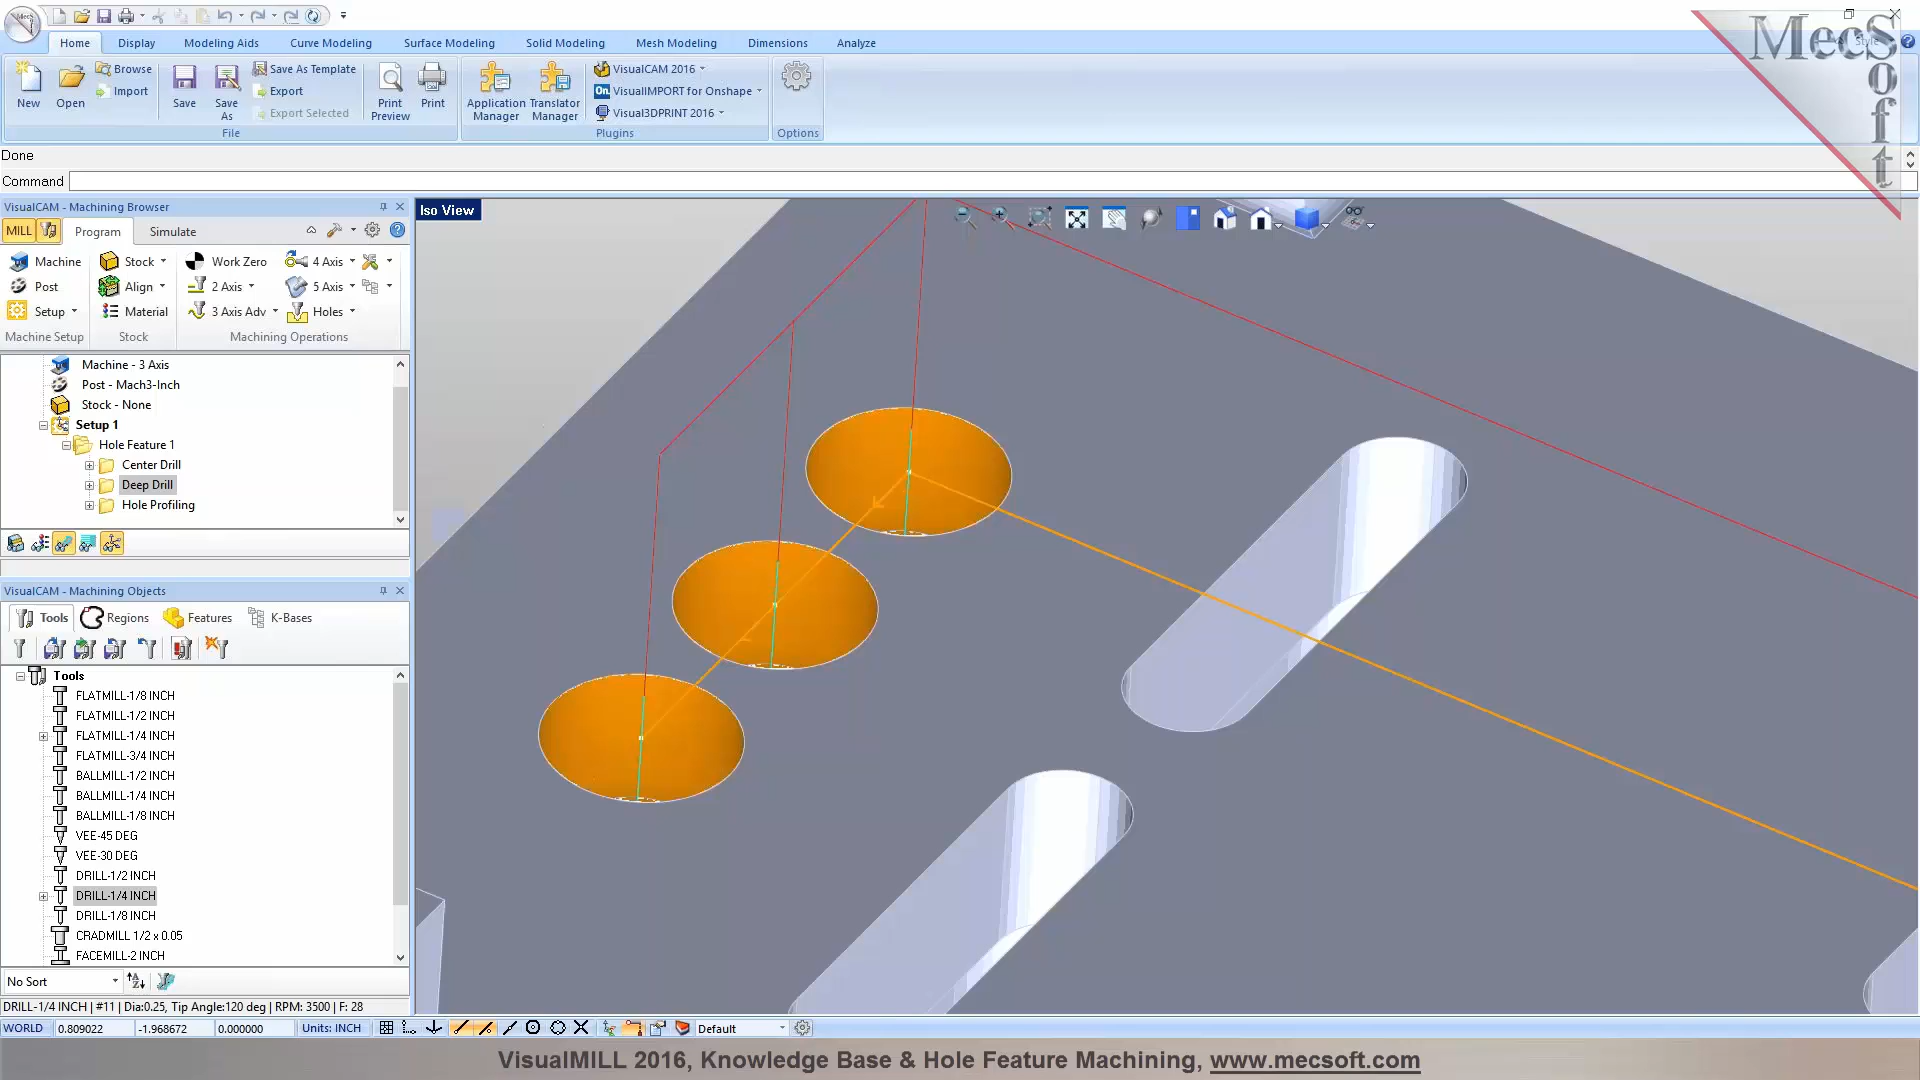 MecSoft
Home Display Modeling Aids Curve Modeling Surface Modeling Solid Modeling Mesh Modeling Dimensions Analyze
New Open Browse Import Save Save As Save As Template Export Export Selected Print Preview Print
Application Manager Translator Manager VisualCAM 2016 On. VisualIMPORT for Onshape Visual3DPRINT 2016
File Plugins Options
Done
Command
VisualCAM - Machining Browser
MILL Program Simulate
Machine Stock Work Zero 4 Axis
Post Align 2 Axis 5 Axis
Setup Material 3 Axis Adv Holes
Machine Setup Stock Machining Operations
Machine - 3 Axis
Post - Mach3-Inch
Stock - None
Setup 1
Hole Feature 1
Center Drill
Deep Drill
Hole Profiling
Iso View
VisualCAM - Machining Objects
Tools Regions Features K-Bases
Tools
FLATMILL-1/8 INCH
FLATMILL-1/2 INCH
FLATMILL-1/4 INCH
FLATMILL-3/4 INCH
BALLMILL-1/2 INCH
BALLMILL-1/4 INCH
BALLMILL-1/8 INCH
VEE-45 DEG
VEE-30 DEG
DRILL-1/2 INCH
DRILL-1/4 INCH
DRILL-1/8 INCH
CRADMILL 1/2 x 0.05
FACEMILL-2 INCH
No Sort
DRILL-1/4 INCH | #11 | Dia:0.25, Tip Angle:120 deg | RPM: 3500 | F: 28
WORLD 0.809022 -1.968672 0.000000 Units: INCH Default
VisualMILL 2016, Knowledge Base & Hole Feature Machining, www.mecsoft.com